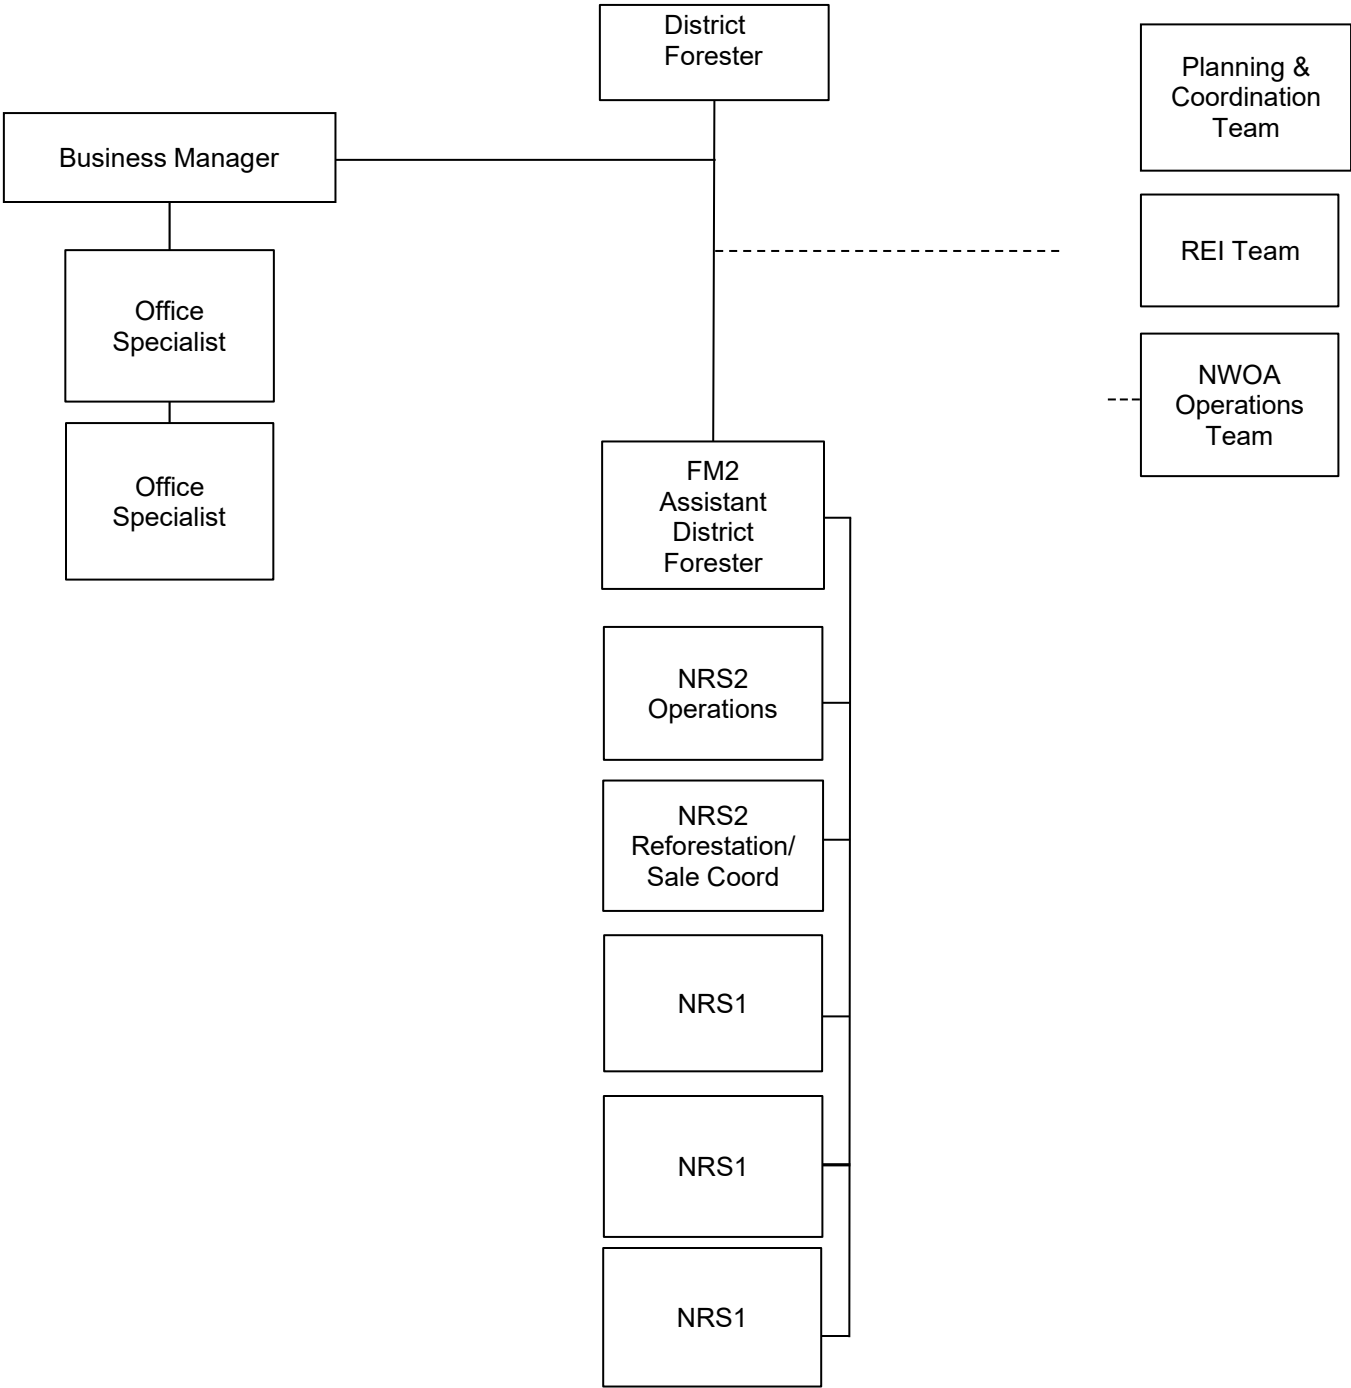 District
Forester
Planning &
Coordination
Team
Business Manager
REI Team
Office
Specialist
NWOA
Operations
Team
Office
Specialist
FM2
Assistant
District
Forester
NRS2
Operations
NRS2
Reforestation/
Sale Coord
NRS1
NRS1
NRS1